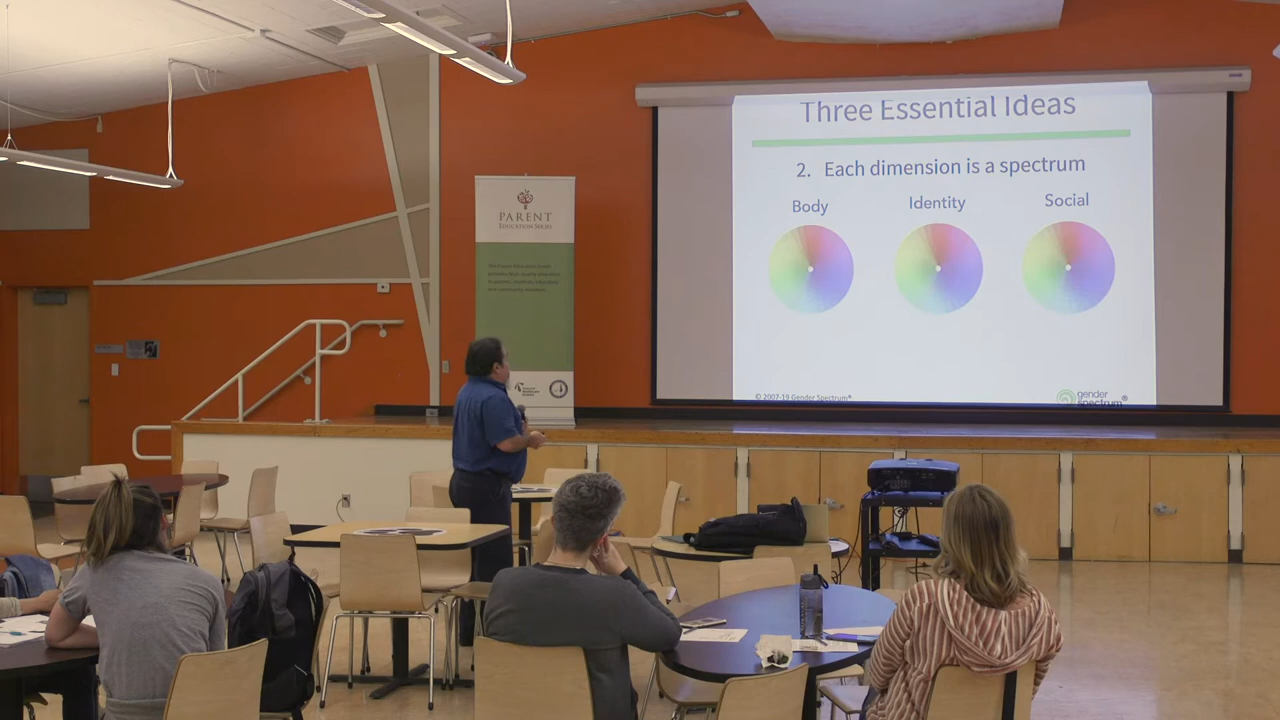 Three Essential Ideas
2. Each dimension is a spectrum
Body
Identity
Social
© 2007-19 Gender Spectrum®
gender
spectrum®
PARENT
EDUCATION SERIES